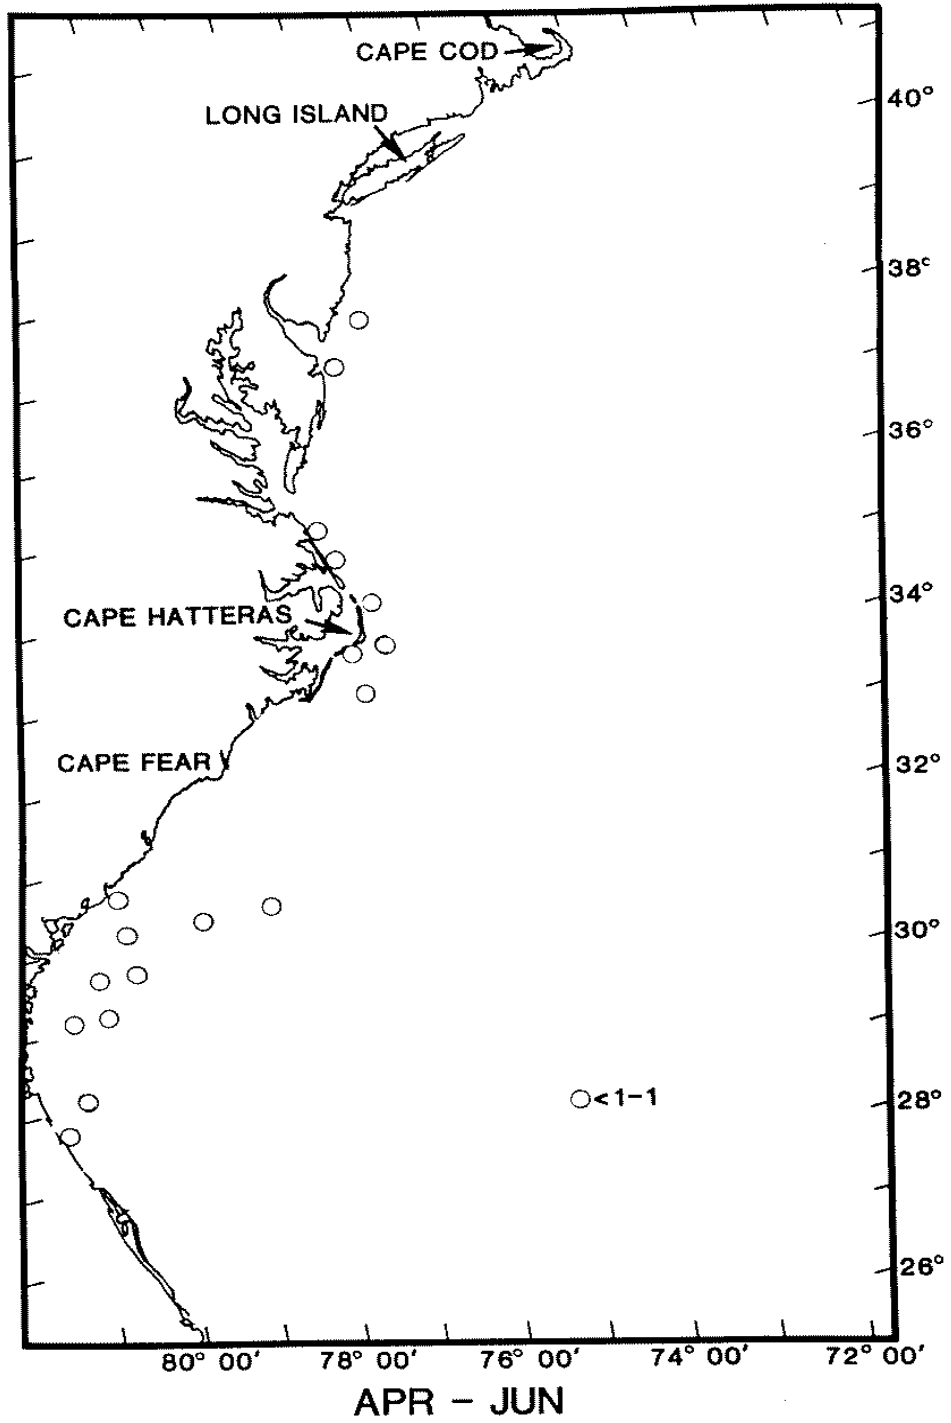 CAPE COD
40°
LONG ISLAND
38°
36°
34°
CAPE HATTERAS
CAPE FEAR
32°
30°
<1-1
28°
26°
80° 00′
78° 00′
76° 00′
74° 00′
72° 00′
APR – JUN